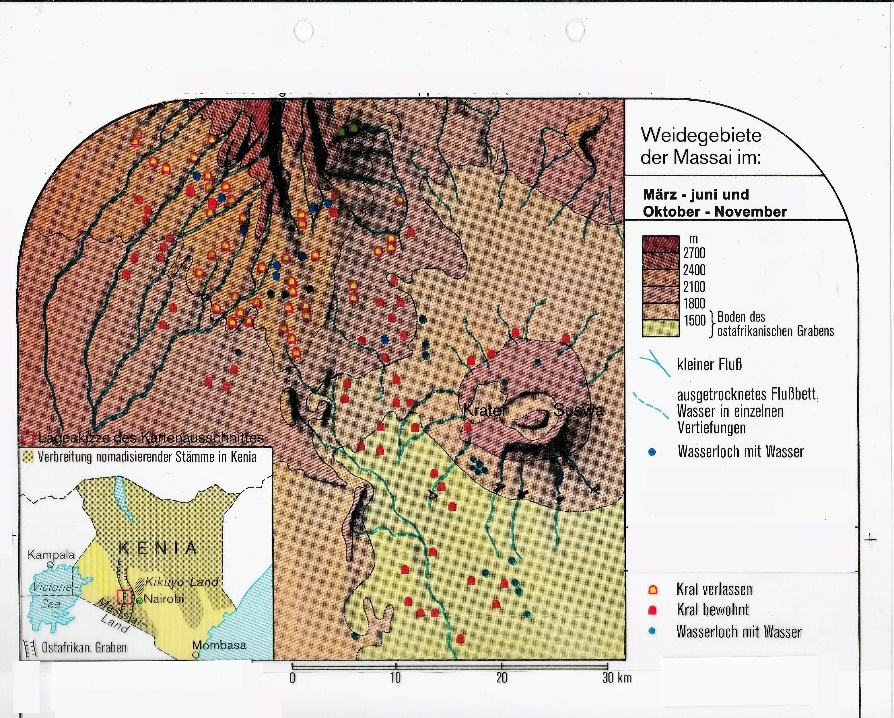 Weidegebiete
der Massai im:
März - juni und
Oktober - November
m
2700
2400
2100
1800
1500
Boden des
ostafrikanischen Grabens
kleiner Fluß
ausgetrocknetes Flußbett,
Wasser in einzelnen
Vertiefungen
Wasserloch mit Wasser
Kral verlassen
Kral bewohnt
Wasserloch mit Wasser
Krater Suswa
Lageskizze des Kartenausschnittes
Verbreitung nomadisierender Stämme in Kenia
KENIA
Kampala
Victoria
See
Kikuyo-Land
Nairobi
Massai-
Land
Mombasa
Ostafrikan. Graben
0 10 20 30 km